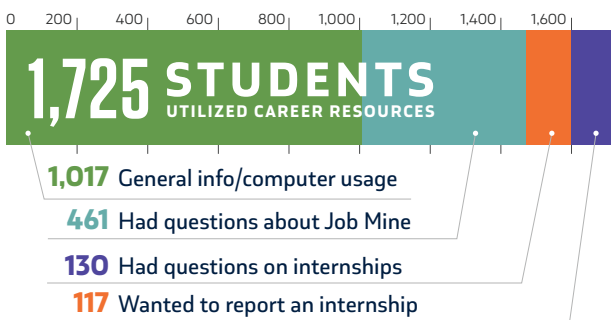 0 200 400 600 800 1,000 1,200 1,400 1,600
1,725 STUDENTS
UTILIZED CAREER RESOURCES
1,017 General info/computer usage
461 Had questions about Job Mine
130 Had questions on internships
117 Wanted to report an internship